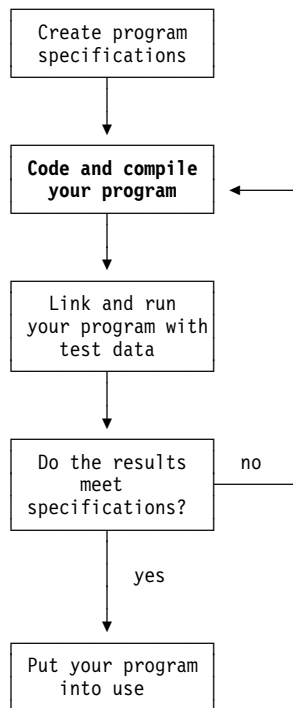 Create program
specifications
Code and compile
your program
Link and run
your program with
test data
Do the results
meet
specifications?
no
yes
Put your program
into use